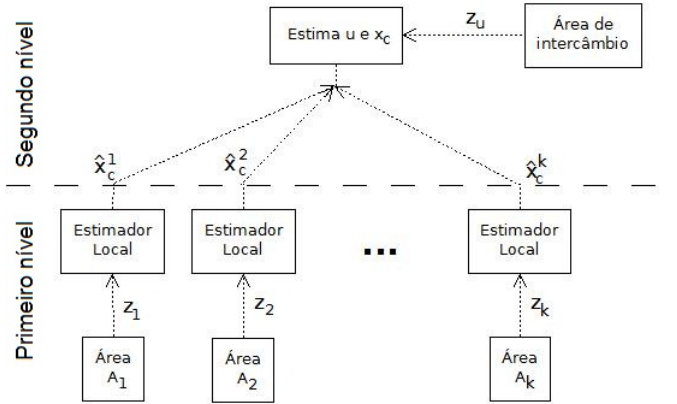 Segundo nível
Estima u e x_c
z_u
Área de
intercâmbio
x̂_c^1
x̂_c^2
x̂_c^k
Primeiro nível
Estimador
Local
Estimador
Local
...
Estimador
Local
z_1
z_2
z_k
Área
A_1
Área
A_2
Área
A_k